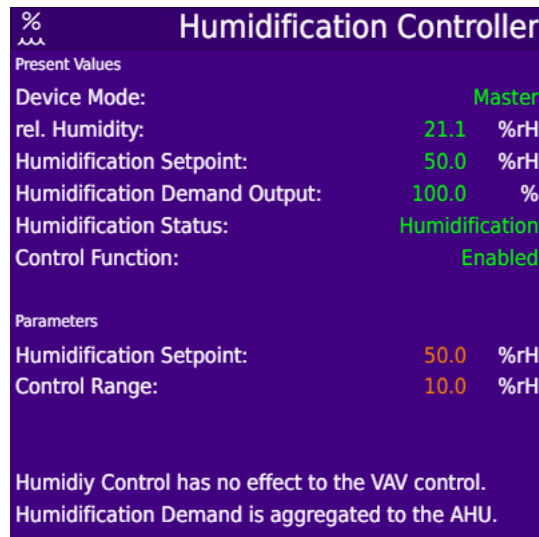 %
Humidification Controller
Present Values
Device Mode: Master
rel. Humidity: 21.1 %rH
Humidification Setpoint: 50.0 %rH
Humidification Demand Output: 100.0 %
Humidification Status: Humidification
Control Function: Enabled
Parameters
Humidification Setpoint: 50.0 %rH
Control Range: 10.0 %rH
Humidiy Control has no effect to the VAV control.
Humidification Demand is aggregated to the AHU.